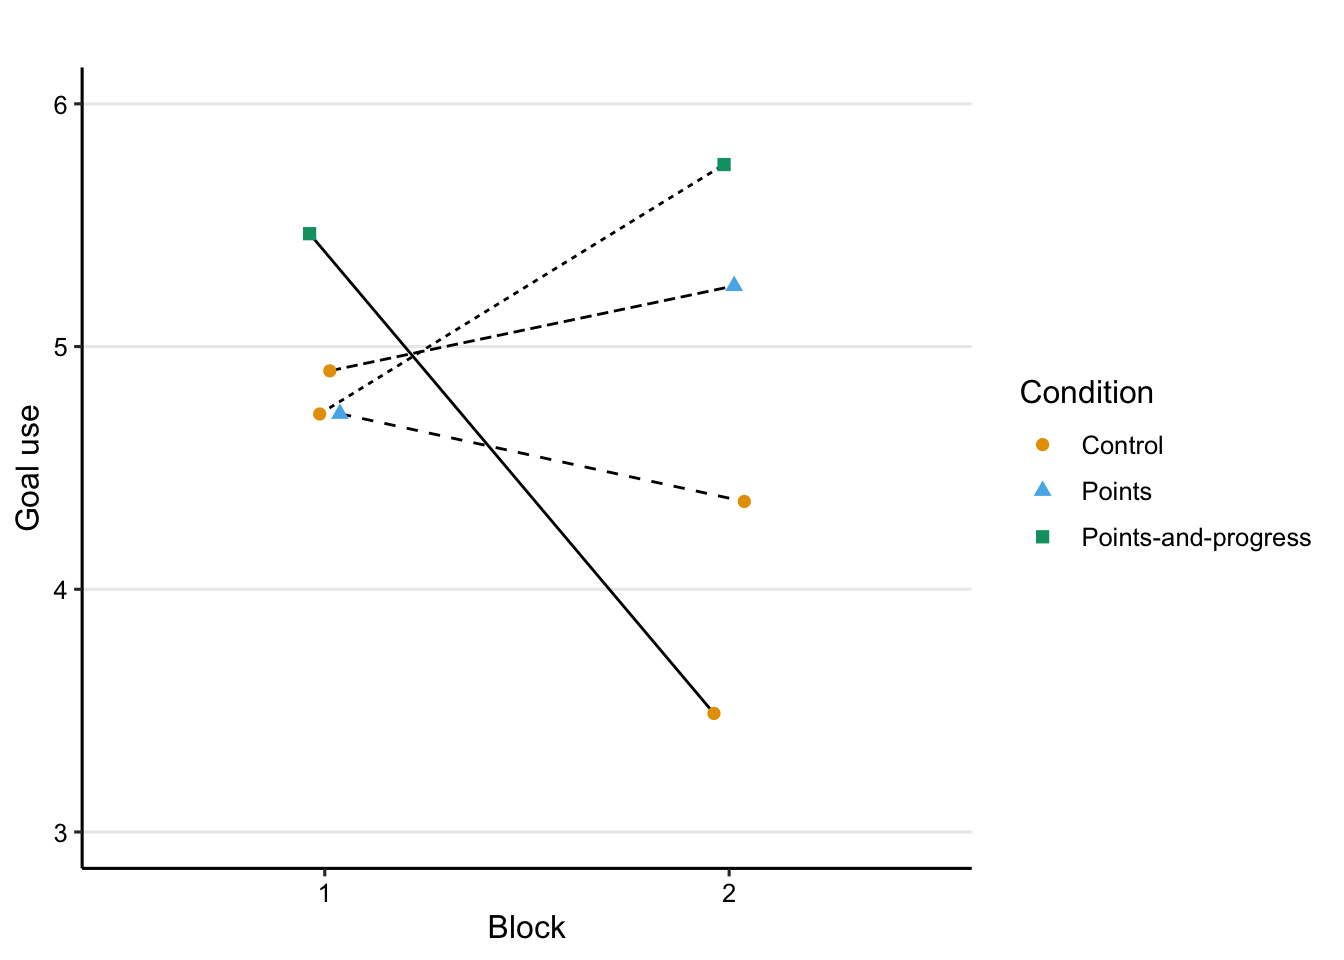 6
5
4
3
Goal use
1
2
Block
Condition
Control
Points
Points-and-progress